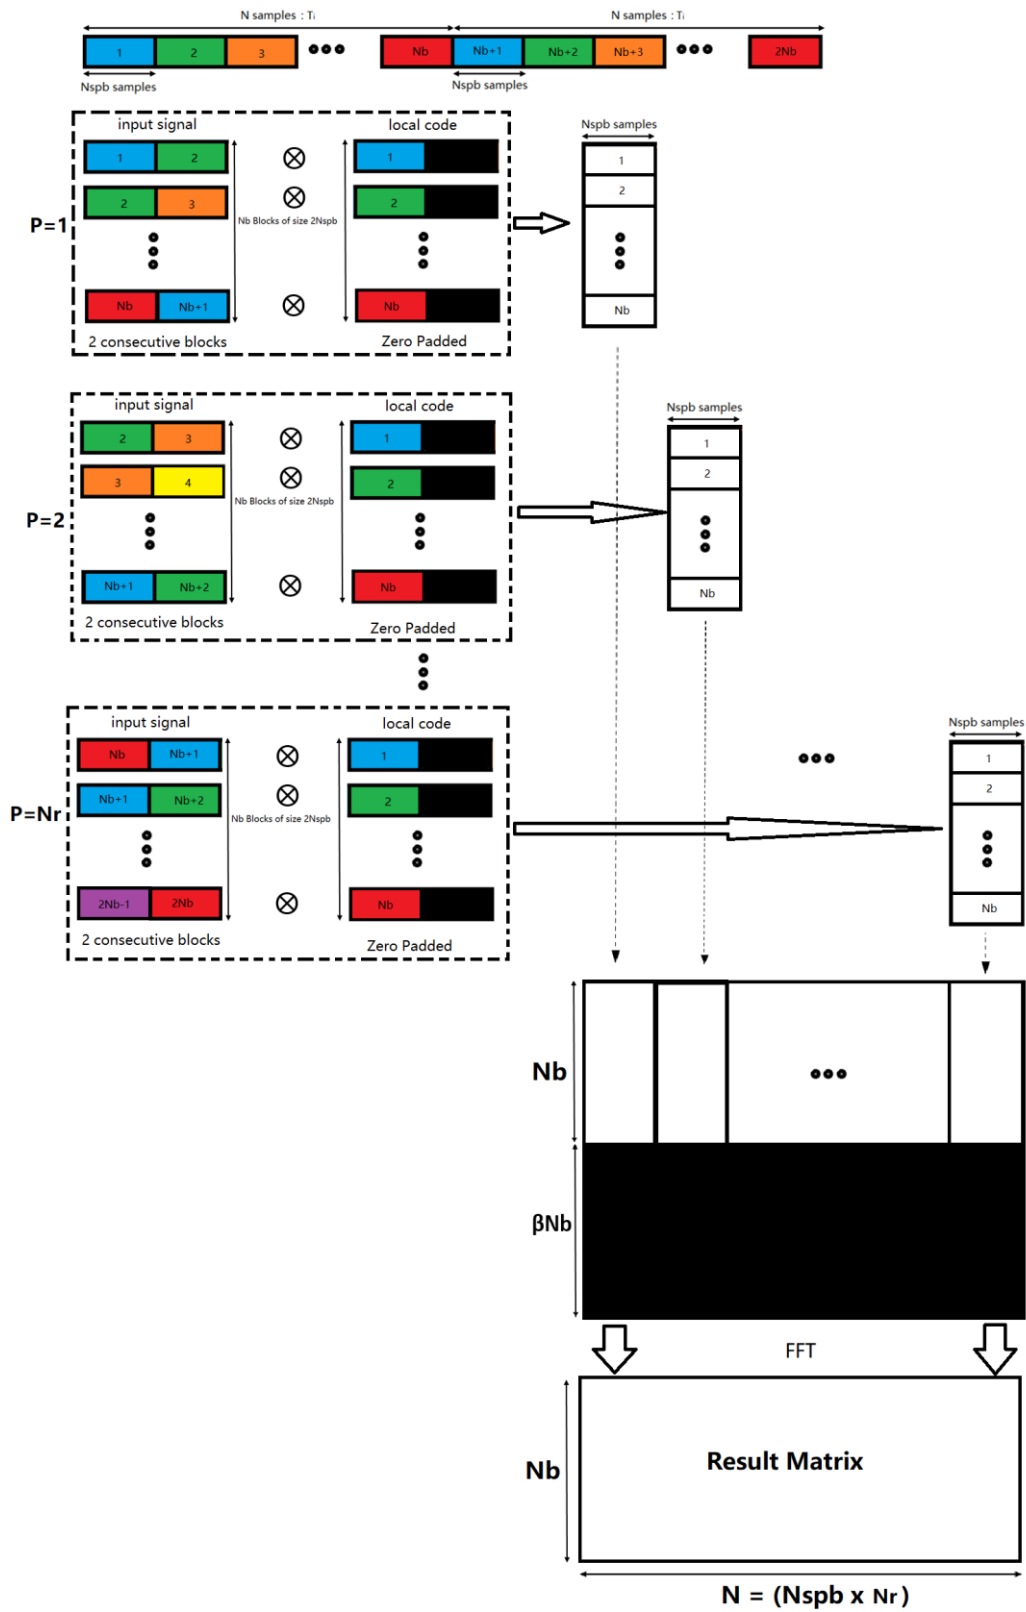 N samples : Ti N samples : Ti
1 2 3 Nb Nb+1 Nb+2 Nb+3 2Nb
Nspb samples Nspb samples
input signal local code Nspb samples
1 2 1 1
2 3 2 2
Nb Blocks of size 2Nspb
P=1
Nb Nb+1 Nb Nb
2 consecutive blocks Zero Padded
input signal local code Nspb samples
2 3 1 1
3 4 2 2
Nb Blocks of size 2Nspb
P=2
Nb+1 Nb+2 Nb Nb
2 consecutive blocks Zero Padded
input signal local code Nspb samples
Nb Nb+1 1 1
Nb+1 Nb+2 2 2
P=Nr Nb Blocks of size 2Nspb
2Nb-1 2Nb Nb Nb
2 consecutive blocks Zero Padded
Nb
βNb
FFT
Nb Result Matrix
N = (Nspb x Nr)